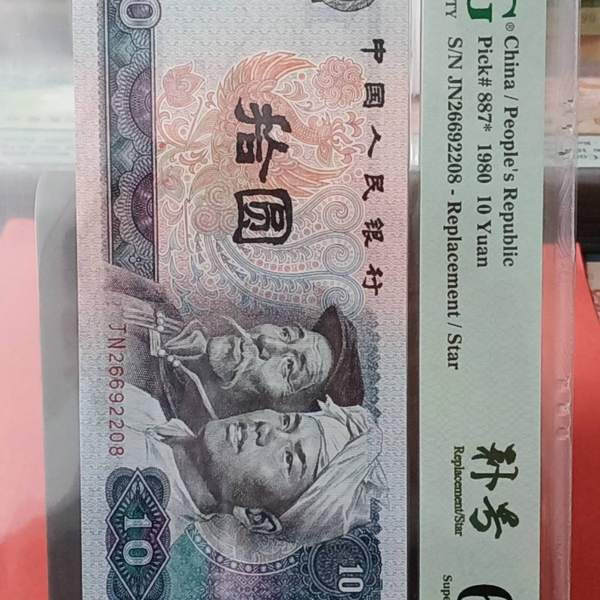 中国人民银行
拾圆
JN26692208
10
10
China / People's Republic
Pick# 887* 1980 10 Yuan
S/N JN26692208 - Replacement / Star
补号
Replacement/Star